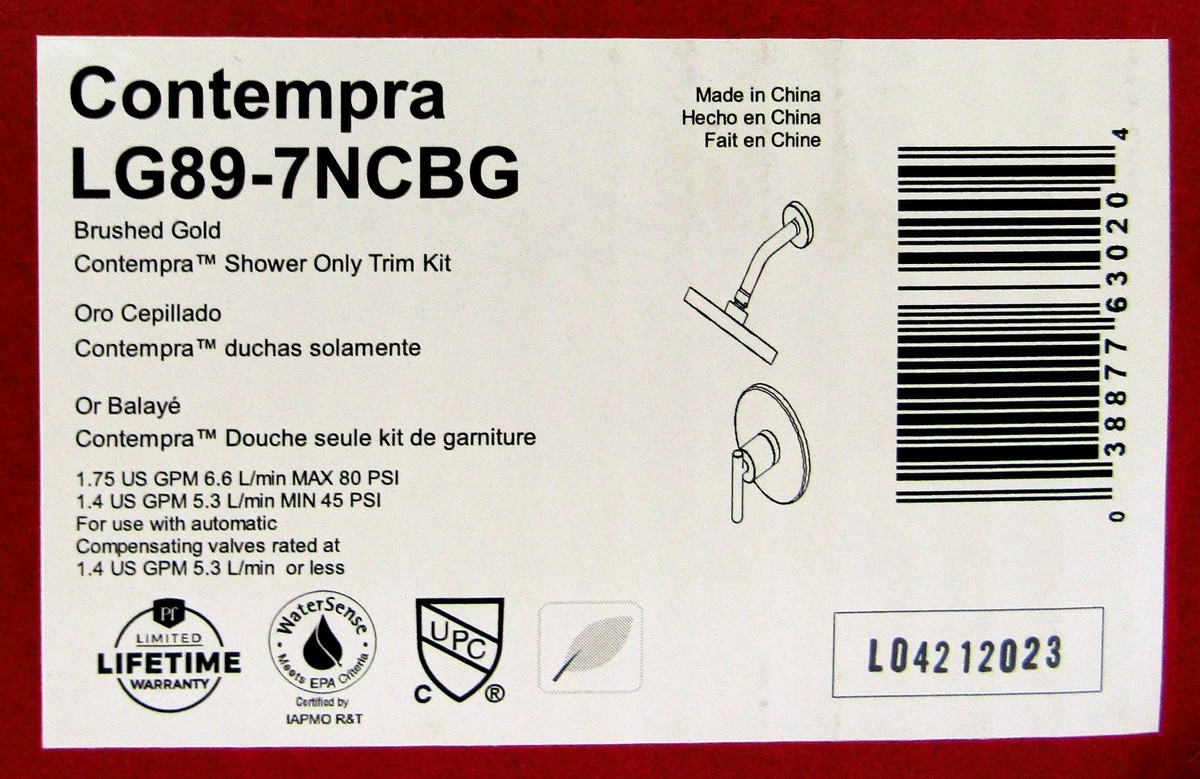 Contempra
LG89-7NCBG
Brushed Gold
Contempra™ Shower Only Trim Kit
Oro Cepillado
Contempra™ duchas solamente
Or Balayé
Contempra™ Douche seule kit de garniture
1.75 US GPM 6.6 L/min MAX 80 PSI
1.4 US GPM 5.3 L/min MIN 45 PSI
For use with automatic
Compensating valves rated at
1.4 US GPM 5.3 L/min or less
Pf
LIMITED
LIFETIME
WARRANTY
WaterSense
Meets EPA Criteria
Certified by
IAPMO R&T
UPC
C ®
Made in China
Hecho en China
Fait en Chine
0 38877 63020 4
L04212023